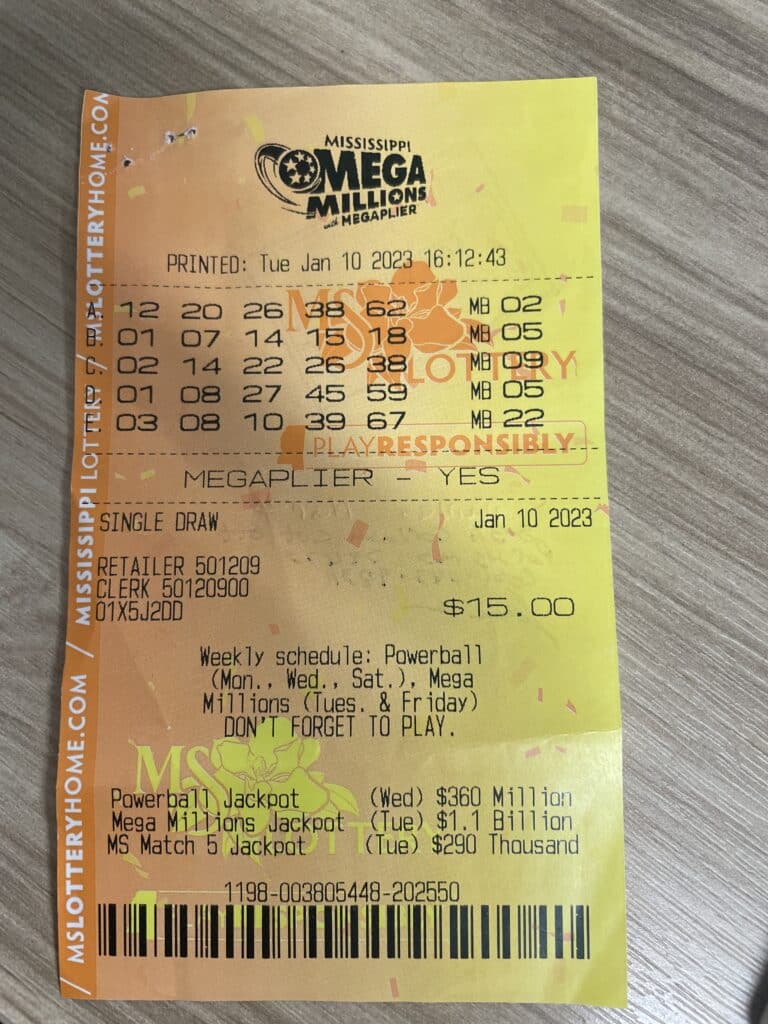 MISSISSIPPI
MEGA
MILLIONS
with MEGAPLIER
PRINTED: Tue Jan 10 2023 16:12:43
A. 12 20 26 38 62 MB 02
B. 01 07 14 15 18 MB 05
C. 02 14 22 26 38 MB 09
D. 01 08 27 45 59 MB 05
E. 03 08 10 39 67 MB 22
MS LOTTERY
PLAY RESPONSIBLY
MEGAPLIER - YES
SINGLE DRAW Jan 10 2023
RETAILER 501209
CLERK 50120900
01X5J2DD
$15.00
Weekly schedule: Powerball
(Mon., Wed., Sat.), Mega
Millions (Tues. & Friday)
DON'T FORGET TO PLAY.
MS LOTTERY
Powerball Jackpot (Wed) $360 Million
Mega Millions Jackpot (Tue) $1.1 Billion
MS Match 5 Jackpot (Tue) $290 Thousand
1198-003805448-202550
/ MSLOTTERYHOME.COM / MISSISSIPPI LOTTERY / MSLOTTERYHOME.COM